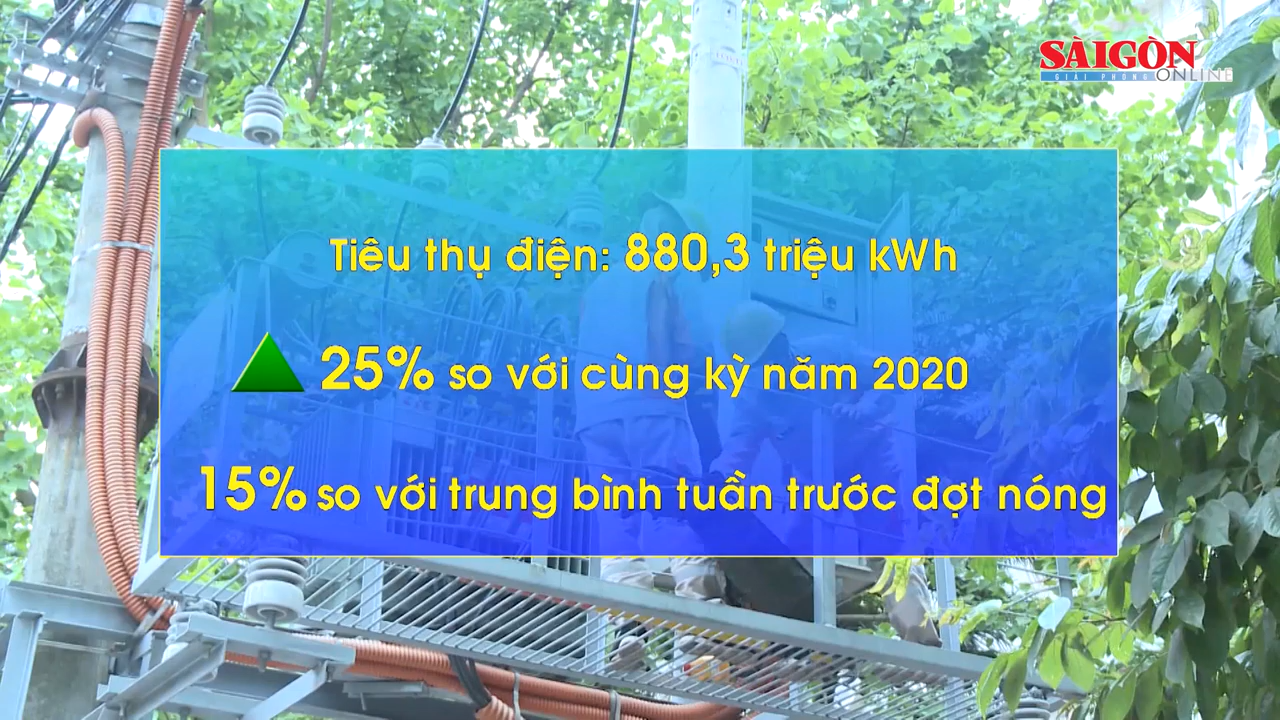 SÀIGÒN
GIẢI PHÓNG ONLINE
Tiêu thụ điện: 880,3 triệu kWh
25% so với cùng kỳ năm 2020
15% so với trung bình tuần trước đợt nóng